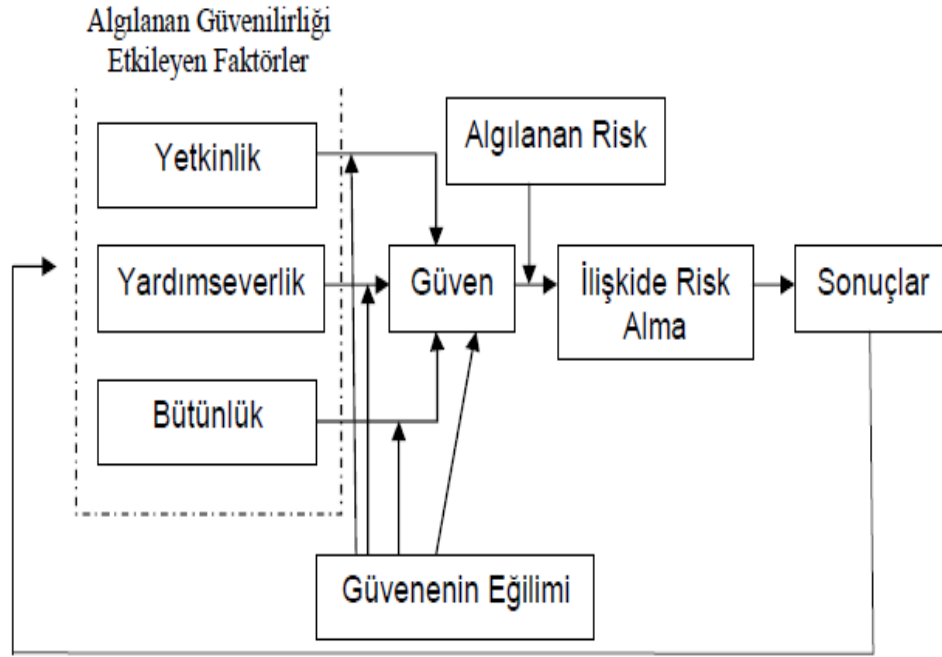 Algılanan Güvenilirliği
Etkileyen Faktörler
Yetkinlik
Algılanan Risk
Yardımseverlik
Güven
İlişkide Risk
Alma
Sonuçlar
Bütünlük
Güvenenin Eğilimi